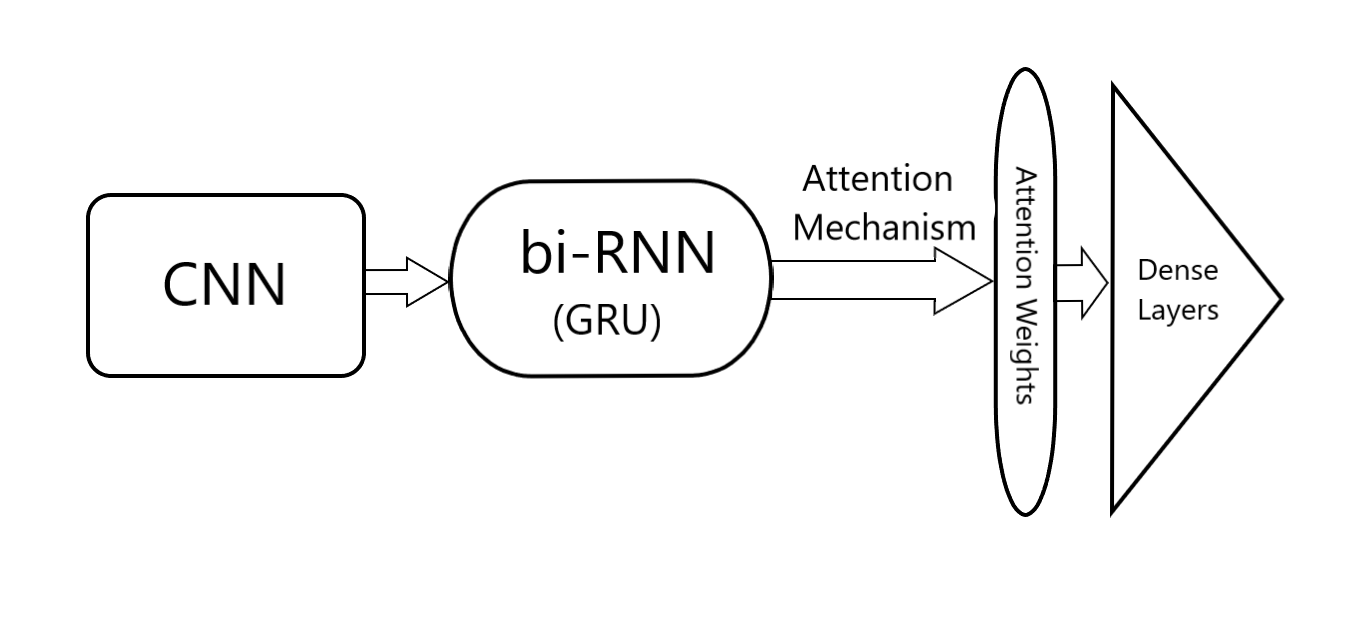 CNN
bi-RNN
(GRU)
Attention
Mechanism
Attention Weights
Dense
Layers